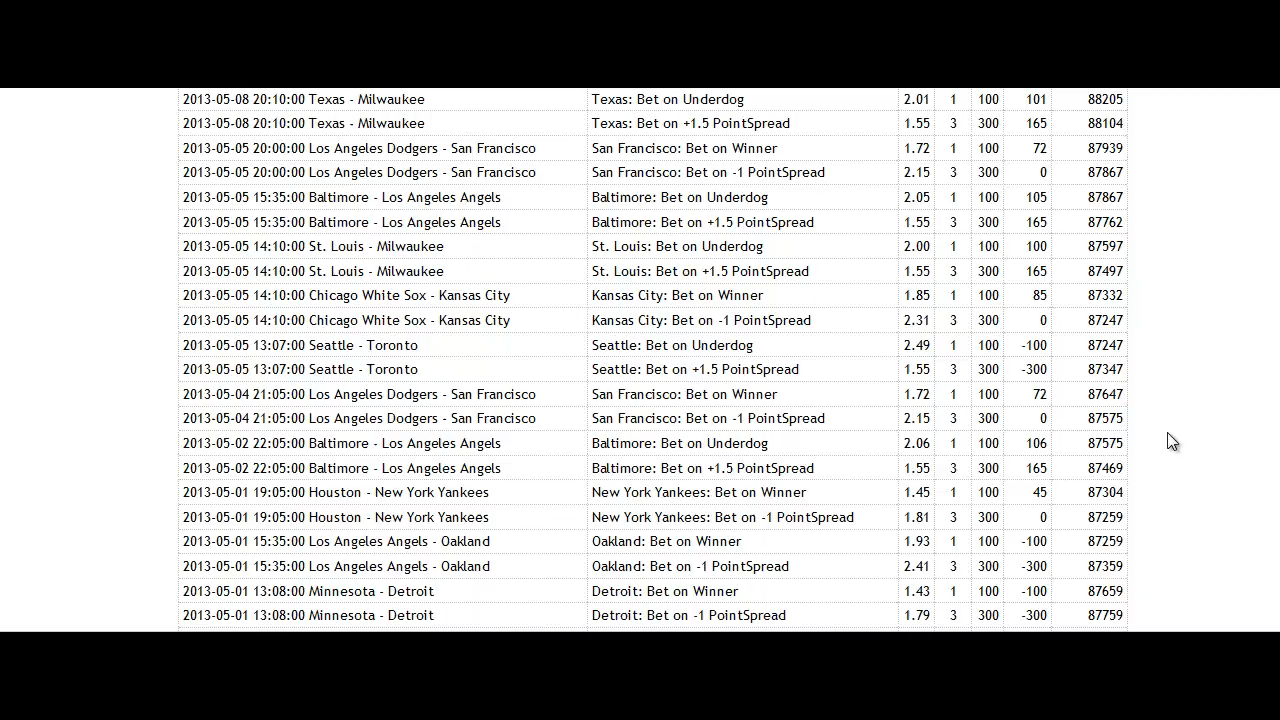 2013-05-08 20:10:00 Texas - Milwaukee Texas: Bet on Underdog 2.01 1 100 101 88205
2013-05-08 20:10:00 Texas - Milwaukee Texas: Bet on +1.5 PointSpread 1.55 3 300 165 88104
2013-05-05 20:00:00 Los Angeles Dodgers - San Francisco San Francisco: Bet on Winner 1.72 1 100 72 87939
2013-05-05 20:00:00 Los Angeles Dodgers - San Francisco San Francisco: Bet on -1 PointSpread 2.15 3 300 0 87867
2013-05-05 15:35:00 Baltimore - Los Angeles Angels Baltimore: Bet on Underdog 2.05 1 100 105 87867
2013-05-05 15:35:00 Baltimore - Los Angeles Angels Baltimore: Bet on +1.5 PointSpread 1.55 3 300 165 87762
2013-05-05 14:10:00 St. Louis - Milwaukee St. Louis: Bet on Underdog 2.00 1 100 100 87597
2013-05-05 14:10:00 St. Louis - Milwaukee St. Louis: Bet on +1.5 PointSpread 1.55 3 300 165 87497
2013-05-05 14:10:00 Chicago White Sox - Kansas City Kansas City: Bet on Winner 1.85 1 100 85 87332
2013-05-05 14:10:00 Chicago White Sox - Kansas City Kansas City: Bet on -1 PointSpread 2.31 3 300 0 87247
2013-05-05 13:07:00 Seattle - Toronto Seattle: Bet on Underdog 2.49 1 100 -100 87247
2013-05-05 13:07:00 Seattle - Toronto Seattle: Bet on +1.5 PointSpread 1.55 3 300 -300 87347
2013-05-04 21:05:00 Los Angeles Dodgers - San Francisco San Francisco: Bet on Winner 1.72 1 100 72 87647
2013-05-04 21:05:00 Los Angeles Dodgers - San Francisco San Francisco: Bet on -1 PointSpread 2.15 3 300 0 87575
2013-05-02 22:05:00 Baltimore - Los Angeles Angels Baltimore: Bet on Underdog 2.06 1 100 106 87575
2013-05-02 22:05:00 Baltimore - Los Angeles Angels Baltimore: Bet on +1.5 PointSpread 1.55 3 300 165 87469
2013-05-01 19:05:00 Houston - New York Yankees New York Yankees: Bet on Winner 1.45 1 100 45 87304
2013-05-01 19:05:00 Houston - New York Yankees New York Yankees: Bet on -1 PointSpread 1.81 3 300 0 87259
2013-05-01 15:35:00 Los Angeles Angels - Oakland Oakland: Bet on Winner 1.93 1 100 -100 87259
2013-05-01 15:35:00 Los Angeles Angels - Oakland Oakland: Bet on -1 PointSpread 2.41 3 300 -300 87359
2013-05-01 13:08:00 Minnesota - Detroit Detroit: Bet on Winner 1.43 1 100 -100 87659
2013-05-01 13:08:00 Minnesota - Detroit Detroit: Bet on -1 PointSpread 1.79 3 300 -300 87759